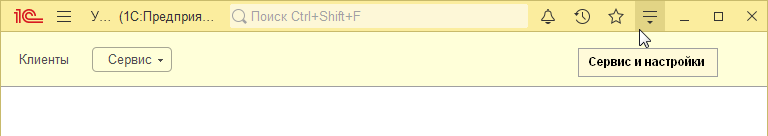 1С У... (1С:Предприя... Поиск Ctrl+Shift+F
Клиенты Сервис Сервис и настройки